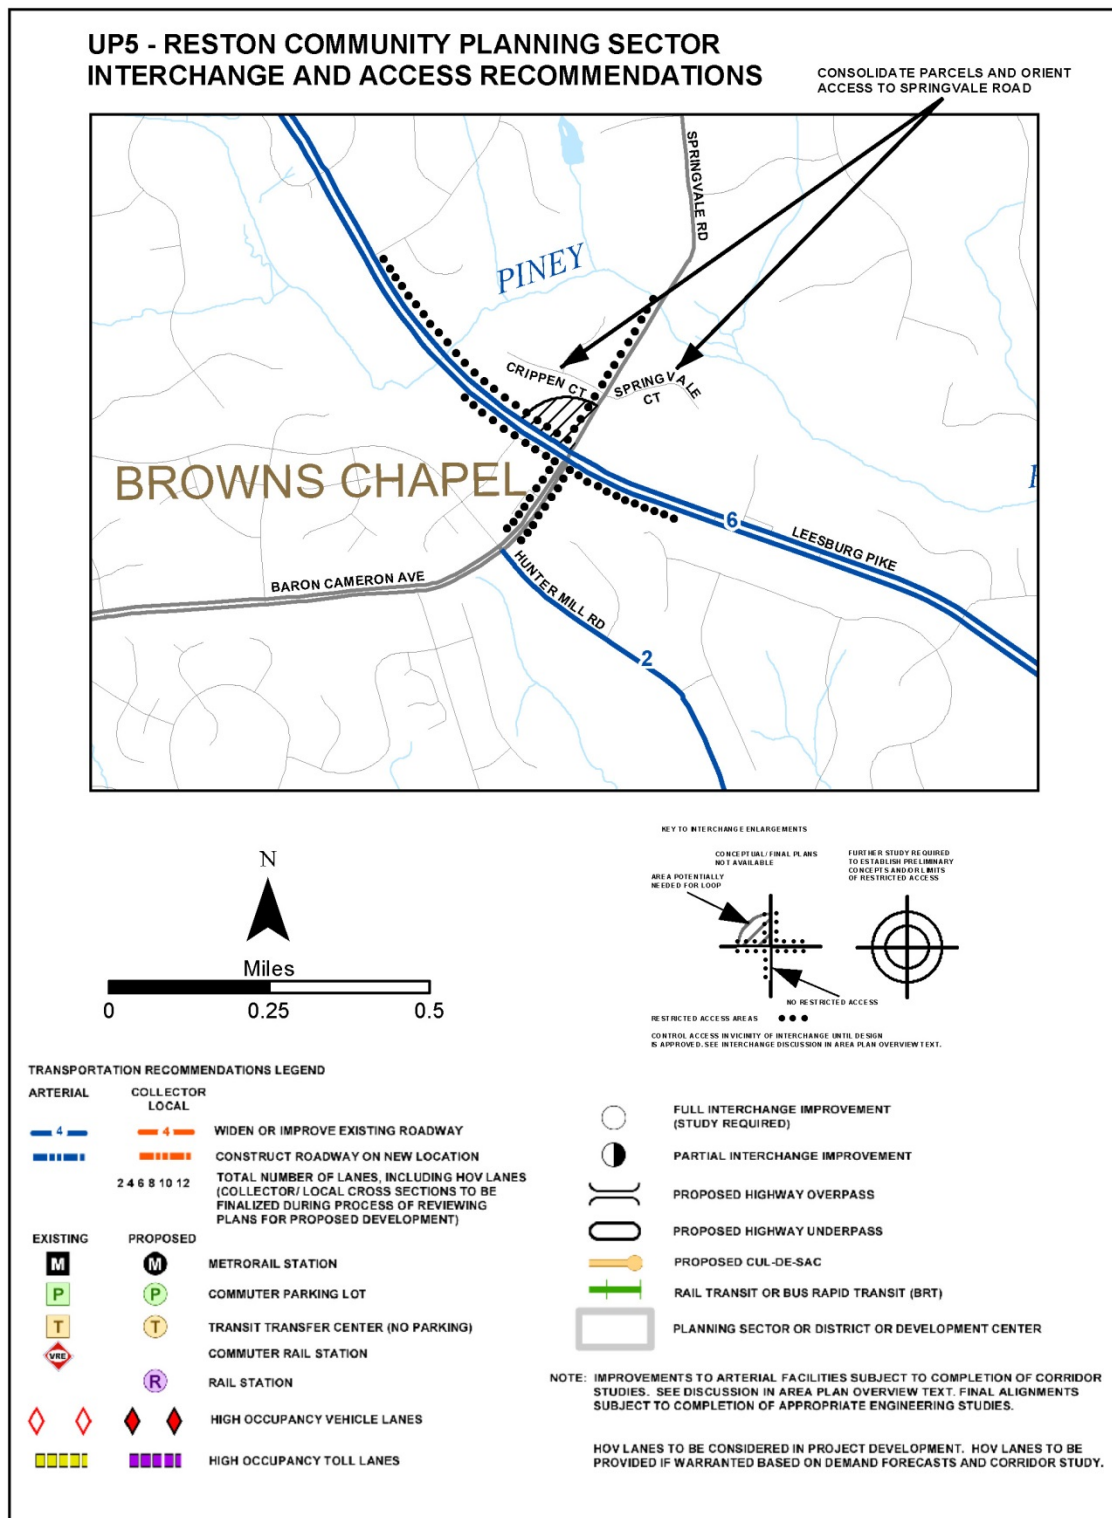 UP5 - RESTON COMMUNITY PLANNING SECTOR
INTERCHANGE AND ACCESS RECOMMENDATIONS
CONSOLIDATE PARCELS AND ORIENT
ACCESS TO SPRINGVALE ROAD
SPRINGVALE RD
PINEY
CRIPPEN CT
SPRINGVALE
CT
BROWNS CHAPEL
6
LEESBURG PIKE
BARON CAMERON AVE
HUNTER MILL RD
2
N
Miles
0 0.25 0.5
KEY TO INTERCHANGE ENLARGEMENTS
CONCEPTUAL/ FINAL PLANS
NOT AVAILABLE
FURTHER STUDY REQUIRED
TO ESTABLISH PRELIMINARY
CONCEPTS AND/OR LIMITS
OF RESTRICTED ACCESS
AREA POTENTIALLY
NEEDED FOR LOOP
NO RESTRICTED ACCESS
RESTRICTED ACCESS AREAS
CONTROL ACCESS IN VICINITY OF INTERCHANGE UNTIL DESIGN
IS APPROVED. SEE INTERCHANGE DISCUSSION IN AREA PLAN OVERVIEW TEXT.
TRANSPORTATION RECOMMENDATIONS LEGEND
ARTERIAL COLLECTOR
LOCAL
4 4 WIDEN OR IMPROVE EXISTING ROADWAY
CONSTRUCT ROADWAY ON NEW LOCATION
2 4 6 8 10 12 TOTAL NUMBER OF LANES, INCLUDING HOV LANES
(COLLECTOR/ LOCAL CROSS SECTIONS TO BE
FINALIZED DURING PROCESS OF REVIEWING
PLANS FOR PROPOSED DEVELOPMENT)
EXISTING PROPOSED
M M METRORAIL STATION
P P COMMUTER PARKING LOT
T T TRANSIT TRANSFER CENTER (NO PARKING)
VRE COMMUTER RAIL STATION
R RAIL STATION
HIGH OCCUPANCY VEHICLE LANES
HIGH OCCUPANCY TOLL LANES
FULL INTERCHANGE IMPROVEMENT
(STUDY REQUIRED)
PARTIAL INTERCHANGE IMPROVEMENT
PROPOSED HIGHWAY OVERPASS
PROPOSED HIGHWAY UNDERPASS
PROPOSED CUL-DE-SAC
RAIL TRANSIT OR BUS RAPID TRANSIT (BRT)
PLANNING SECTOR OR DISTRICT OR DEVELOPMENT CENTER
NOTE: IMPROVEMENTS TO ARTERIAL FACILITIES SUBJECT TO COMPLETION OF CORRIDOR
STUDIES. SEE DISCUSSION IN AREA PLAN OVERVIEW TEXT. FINAL ALIGNMENTS
SUBJECT TO COMPLETION OF APPROPRIATE ENGINEERING STUDIES.
HOV LANES TO BE CONSIDERED IN PROJECT DEVELOPMENT. HOV LANES TO BE
PROVIDED IF WARRANTED BASED ON DEMAND FORECASTS AND CORRIDOR STUDY.